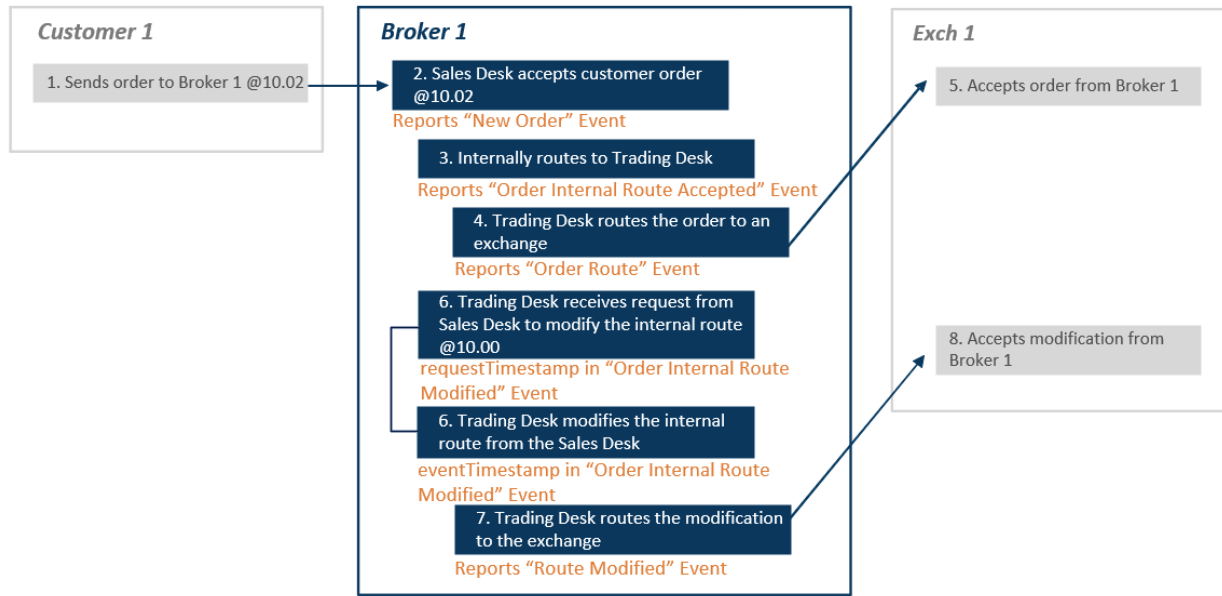 Customer 1
1. Sends order to Broker 1 @10.02
Broker 1
2. Sales Desk accepts customer order
@10.02
Reports “New Order” Event
3. Internally routes to Trading Desk
Reports “Order Internal Route Accepted” Event
4. Trading Desk routes the order to an
exchange
Reports “Order Route” Event
6. Trading Desk receives request from
Sales Desk to modify the internal route
@10.00
requestTimestamp in “Order Internal Route
Modified” Event
6. Trading Desk modifies the internal
route from the Sales Desk
eventTimestamp in “Order Internal Route
Modified” Event
7. Trading Desk routes the modification
to the exchange
Reports “Route Modified” Event
Exch 1
5. Accepts order from Broker 1
8. Accepts modification from
Broker 1